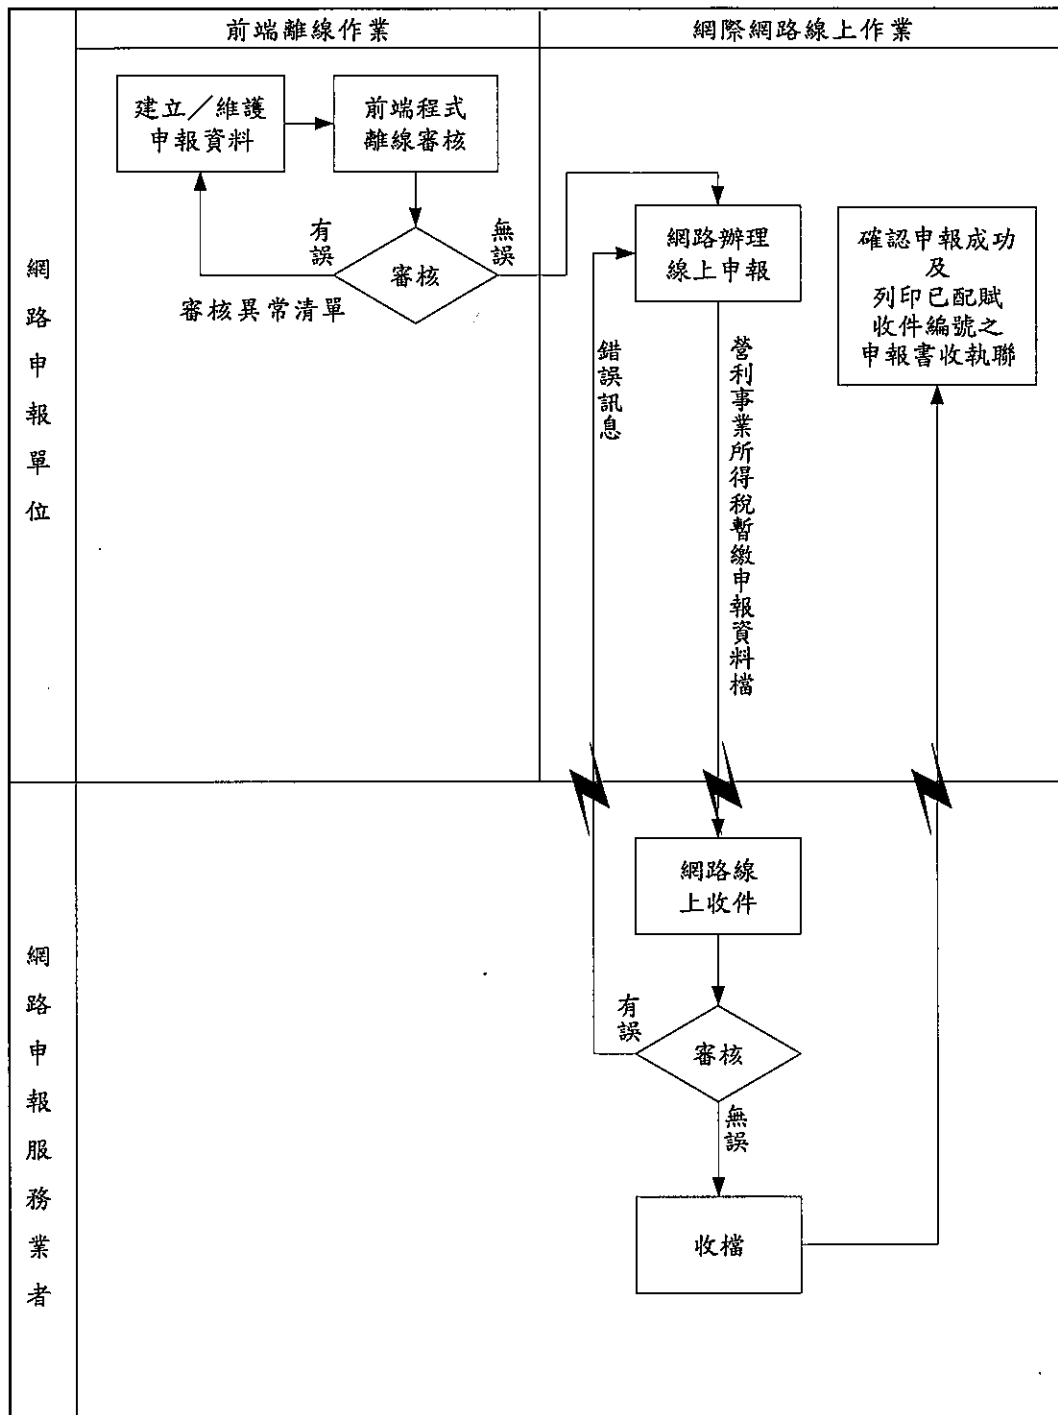 前端離線作業
網際網路線上作業
網路申報單位
建立／維護
申報資料
前端程式
離線審核
有誤
審核
無誤
審核異常清單
網路辦理
線上申報
確認申報成功
及
列印已配賦
收件編號之
申報書收執聯
錯誤訊息
營利事業所得稅暫繳申報資料檔
網路申報服務業者
網路線
上收件
有誤
審核
無誤
收檔